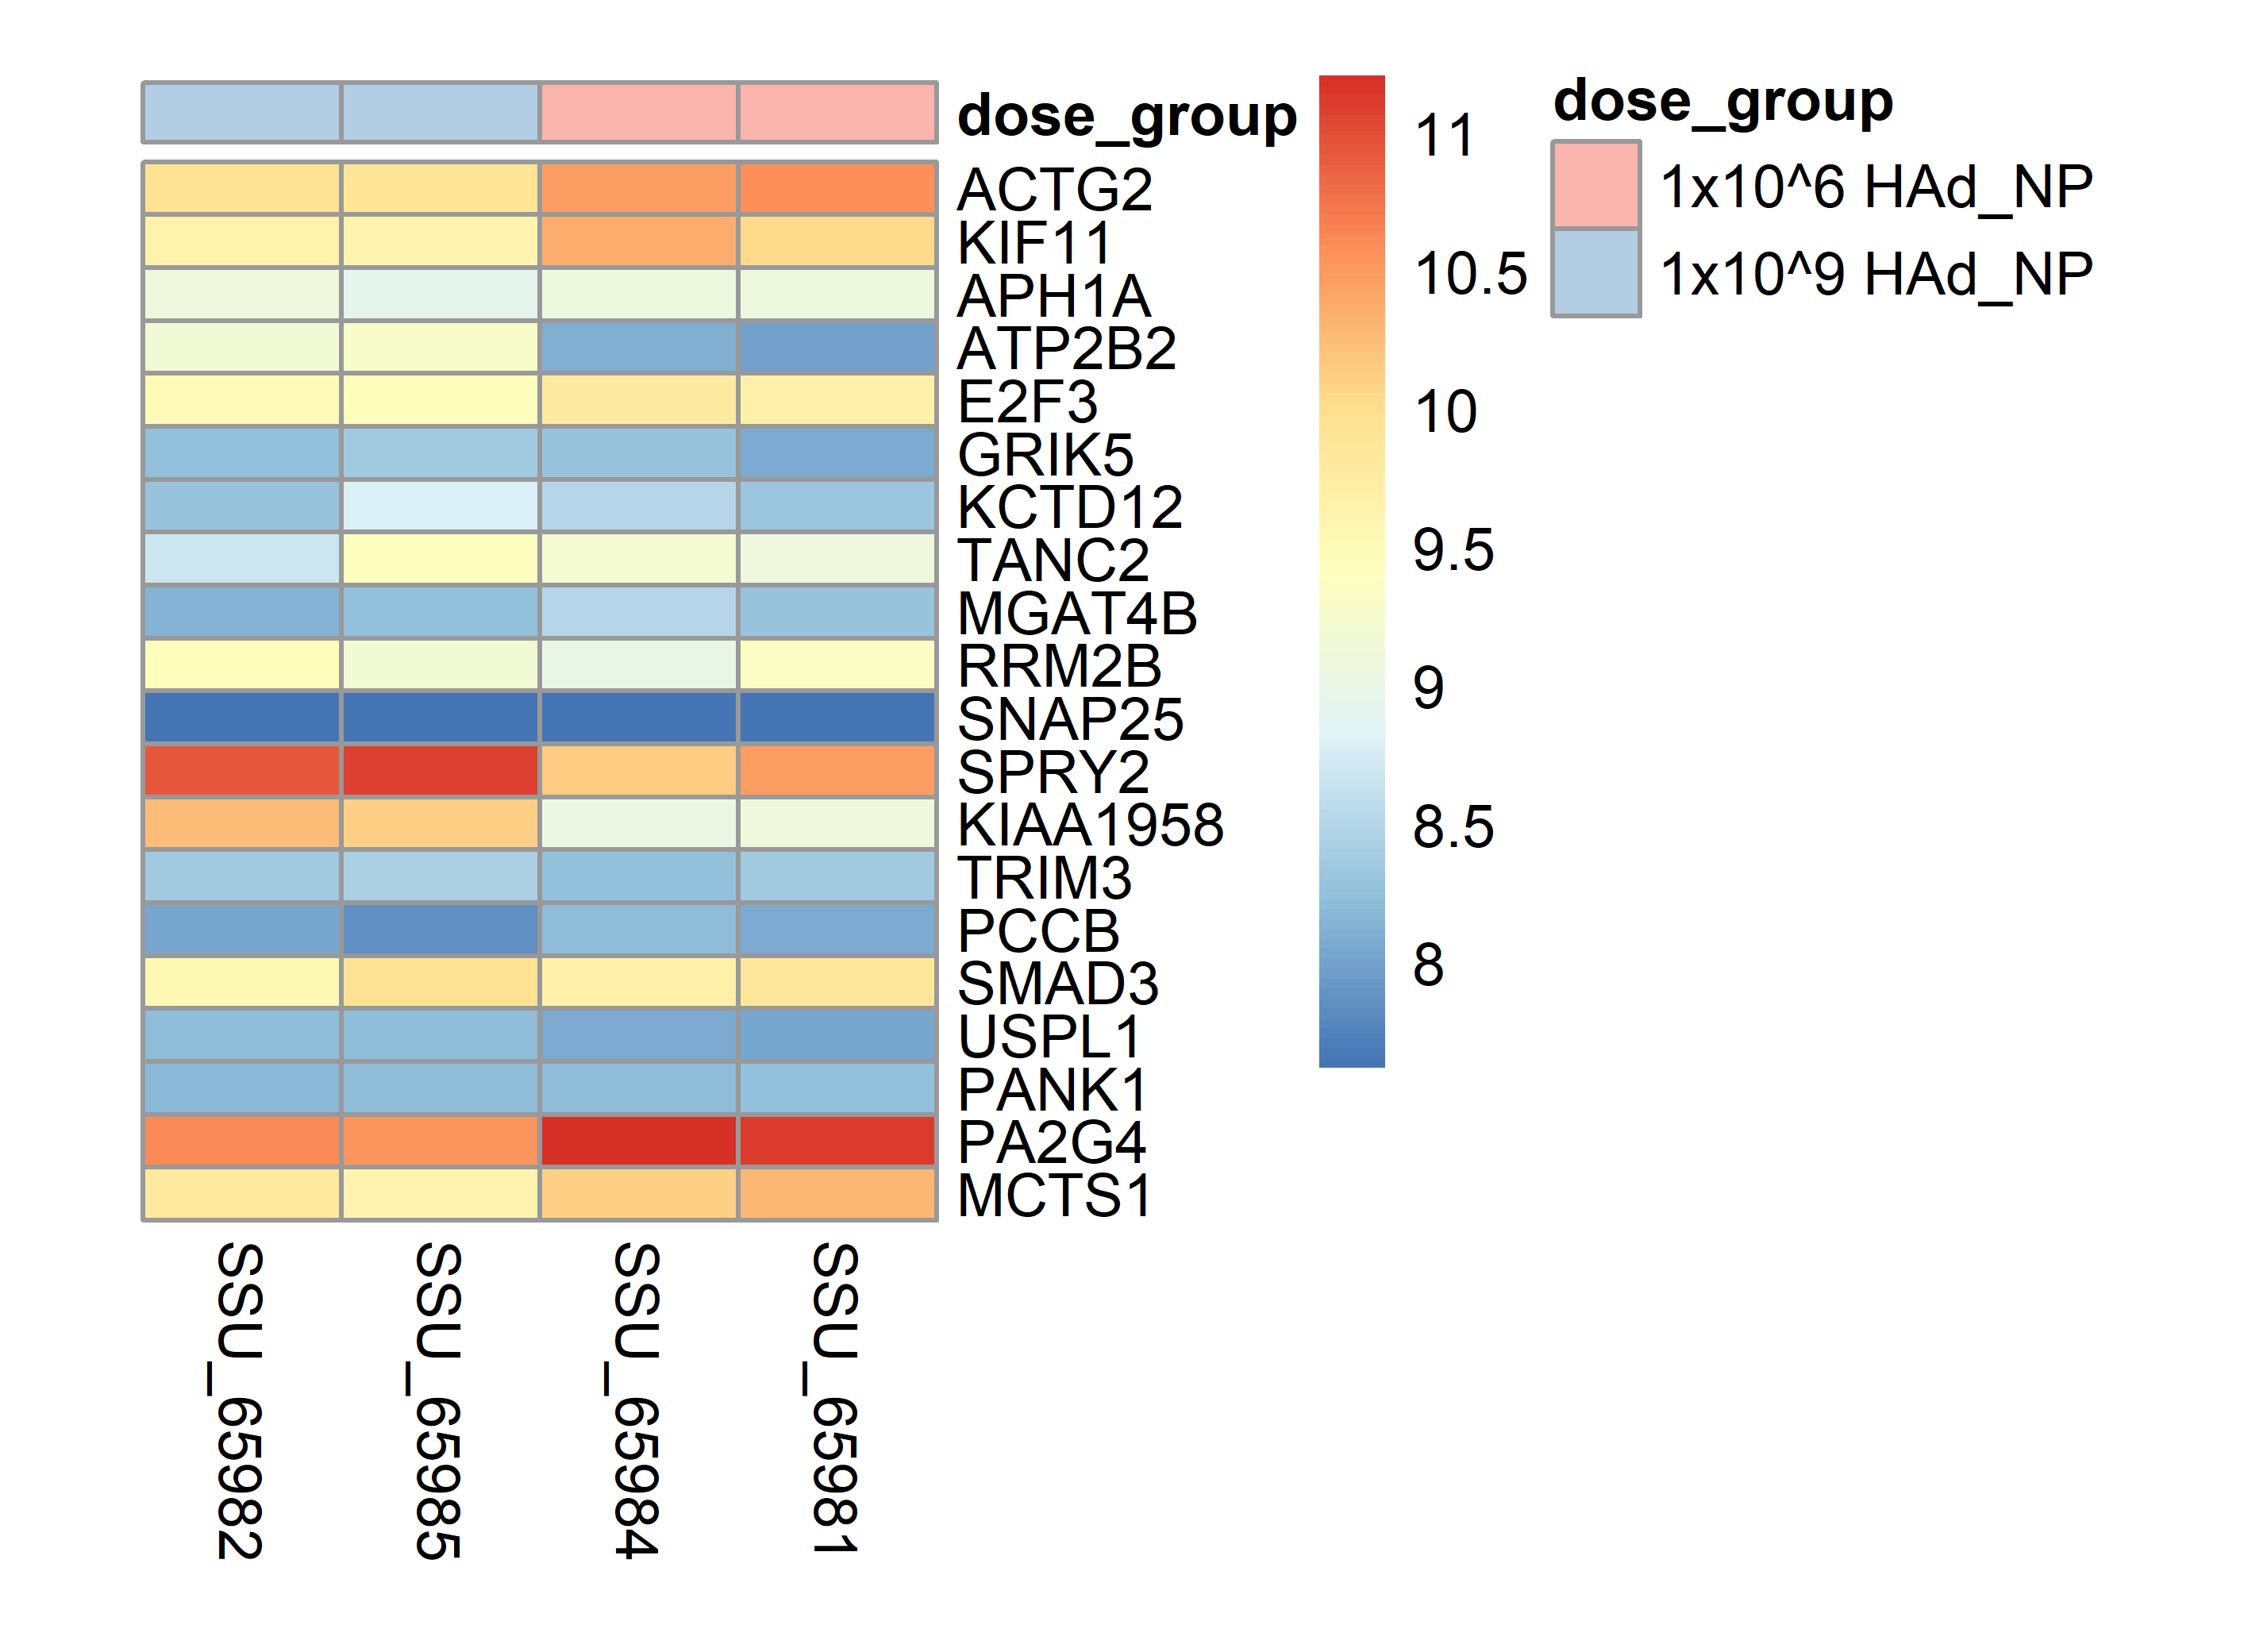 dose_group
ACTG2
KIF11
APH1A
ATP2B2
E2F3
GRIK5
KCTD12
TANC2
MGAT4B
RRM2B
SNAP25
SPRY2
KIAA1958
TRIM3
PCCB
SMAD3
USPL1
PANK1
PA2G4
MCTS1
SSU_65982
SSU_65985
SSU_65984
SSU_65981
11
10.5
10
9.5
9
8.5
8
dose_group
1x10^6 HAd_NP
1x10^9 HAd_NP